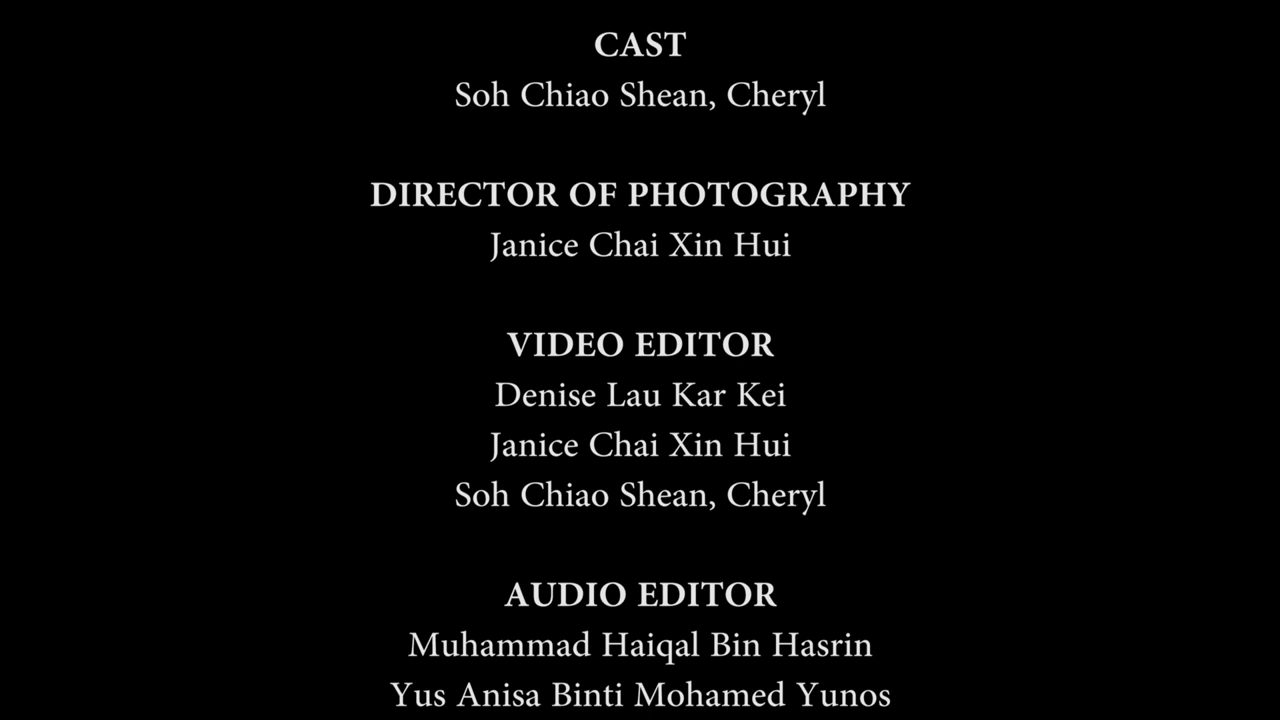 CAST
Soh Chiao Shean, Cheryl
DIRECTOR OF PHOTOGRAPHY
Janice Chai Xin Hui
VIDEO EDITOR
Denise Lau Kar Kei
Janice Chai Xin Hui
Soh Chiao Shean, Cheryl
AUDIO EDITOR
Muhammad Haiqal Bin Hasrin
Yus Anisa Binti Mohamed Yunos